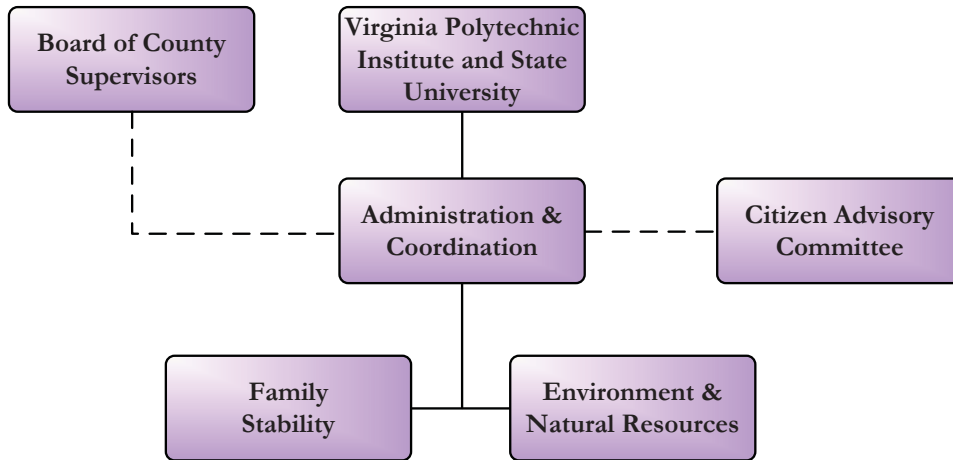 Board of County
Supervisors
Virginia Polytechnic
Institute and State
University
Administration &
Coordination
Citizen Advisory
Committee
Family
Stability
Environment &
Natural Resources